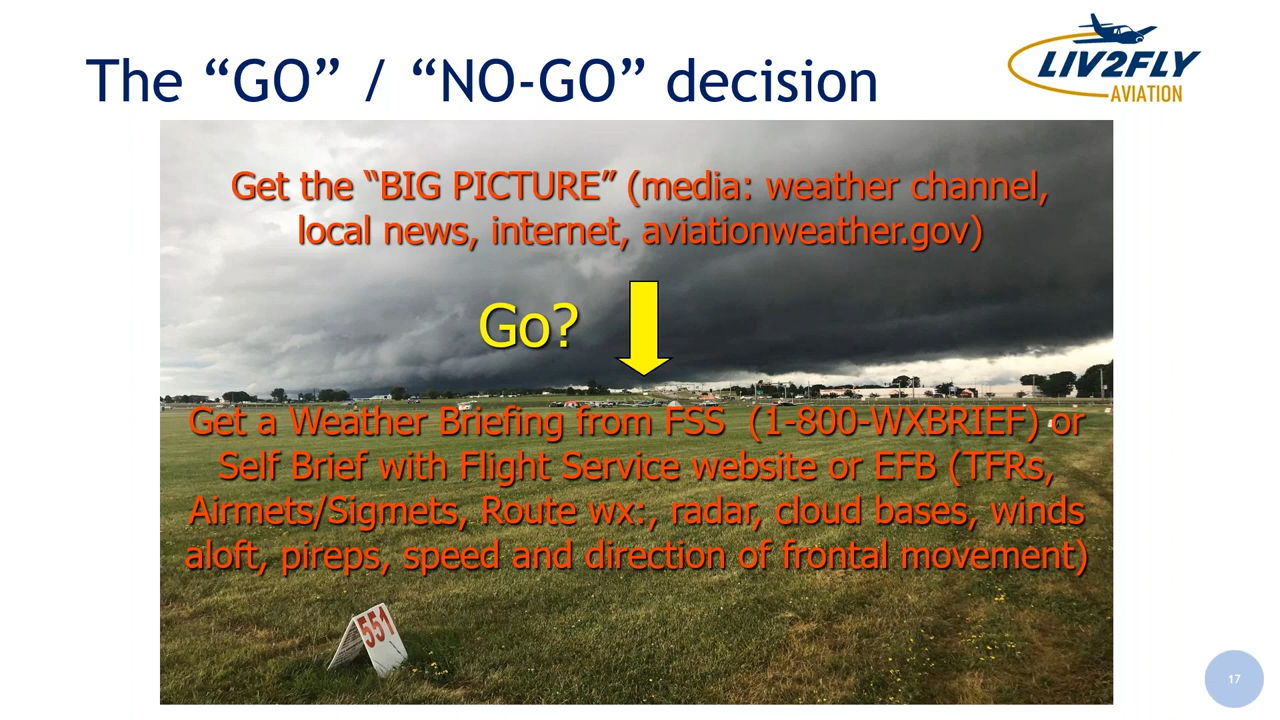 The “GO” / “NO-GO” decision
LIV2FLY
AVIATION
Get the “BIG PICTURE” (media: weather channel,
local news, internet, aviationweather.gov)
Go?
Get a Weather Briefing from FSS (1-800-WXBRIEF) or
Self Brief with Flight Service website or EFB (TFRs,
Airmets/Sigmets, Route wx:, radar, cloud bases, winds
aloft, pireps, speed and direction of frontal movement)
551
17